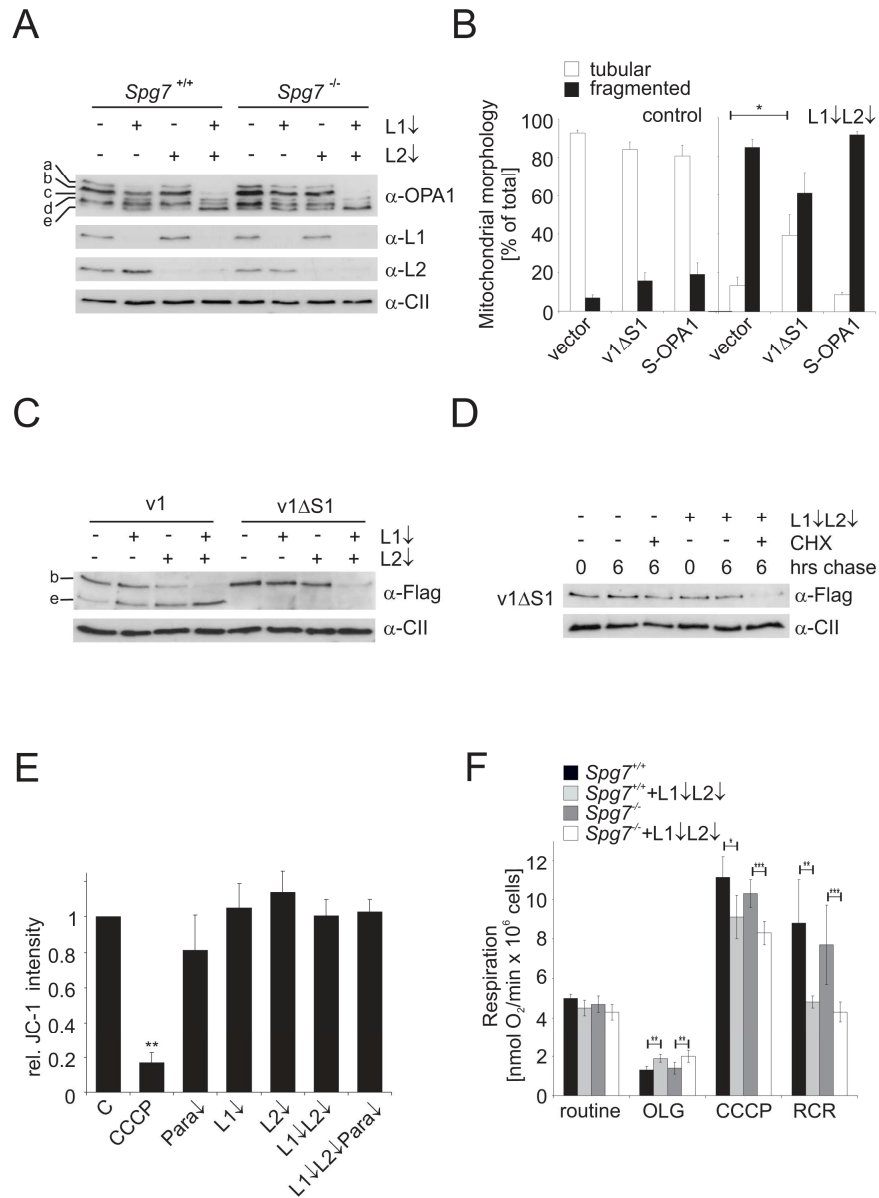 A
Spg7 +/+ Spg7 -/-
- + - + - + - + L1↓
- - + + - - + + L2↓
a
b
c
d
e
α-OPA1
α-L1
α-L2
α-CII
B
tubular
fragmented
control * L1↓L2↓
Mitochondrial morphology
[% of total]
100
80
60
40
20
0
vector v1ΔS1 S-OPA1 vector v1ΔS1 S-OPA1
C
v1 v1ΔS1
- + - + - + - + L1↓
- - + + - - + + L2↓
b
e
α-Flag
α-CII
D
- - - + + + L1↓L2↓
- - + - - + CHX
0 6 6 0 6 6 hrs chase
v1ΔS1 α-Flag
α-CII
E
rel. JC-1 intensity
1
0.8
0.6
0.4
0.2
0
**
C CCCP Para↓ L1↓ L2↓ L1↓L2↓ L1↓L2↓Para↓
F
Spg7+/+
Spg7+/++L1↓L2↓
Spg7-/-
Spg7-/-+L1↓L2↓
Respiration
[nmol O2/min x 10^6 cells]
12
10
8
6
4
2
0
** ** * *** ** ***
routine OLG CCCP RCR